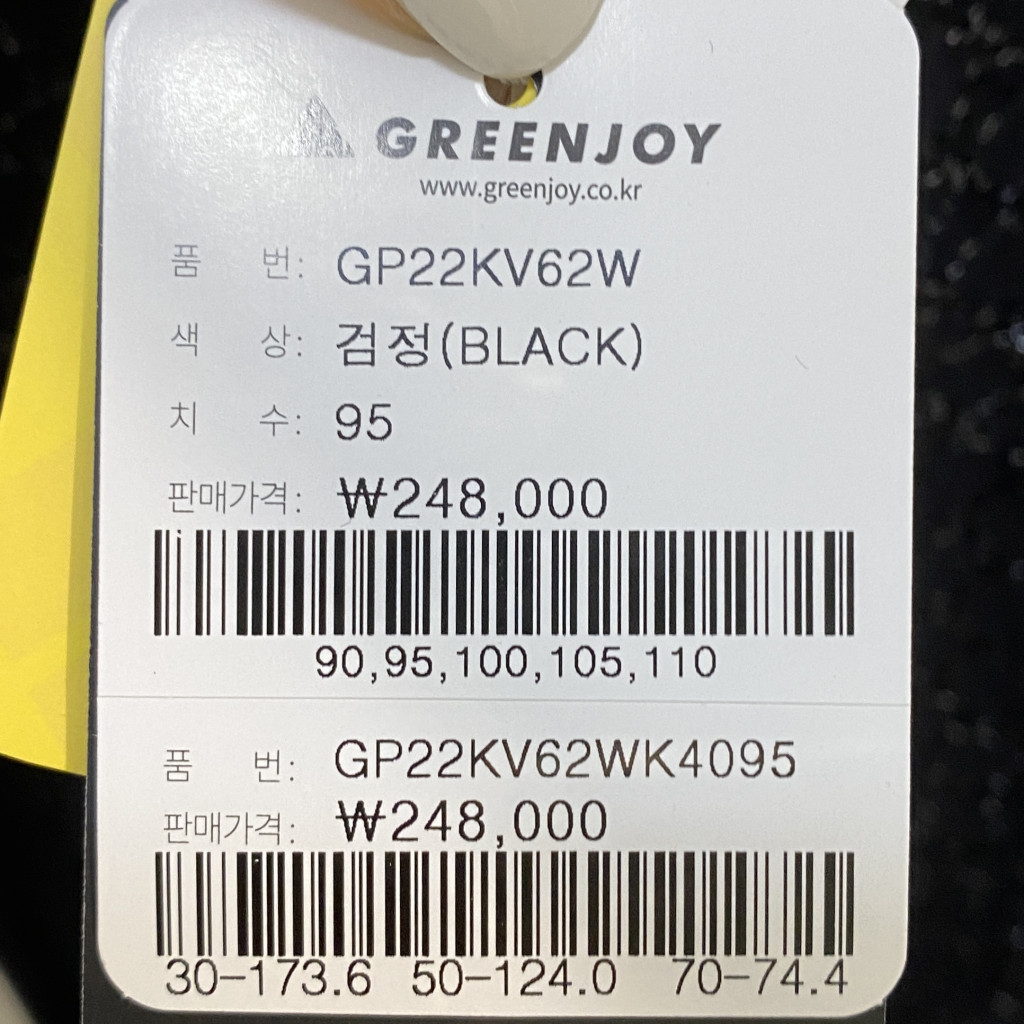 GREENJOY
www.greenjoy.co.kr
품 번: GP22KV62W
색 상: 검정(BLACK)
치 수: 95
판매가격: ₩248,000
90,95,100,105,110
품 번: GP22KV62WK4095
판매가격: ₩248,000
30-173.6 50-124.0 70-74.4